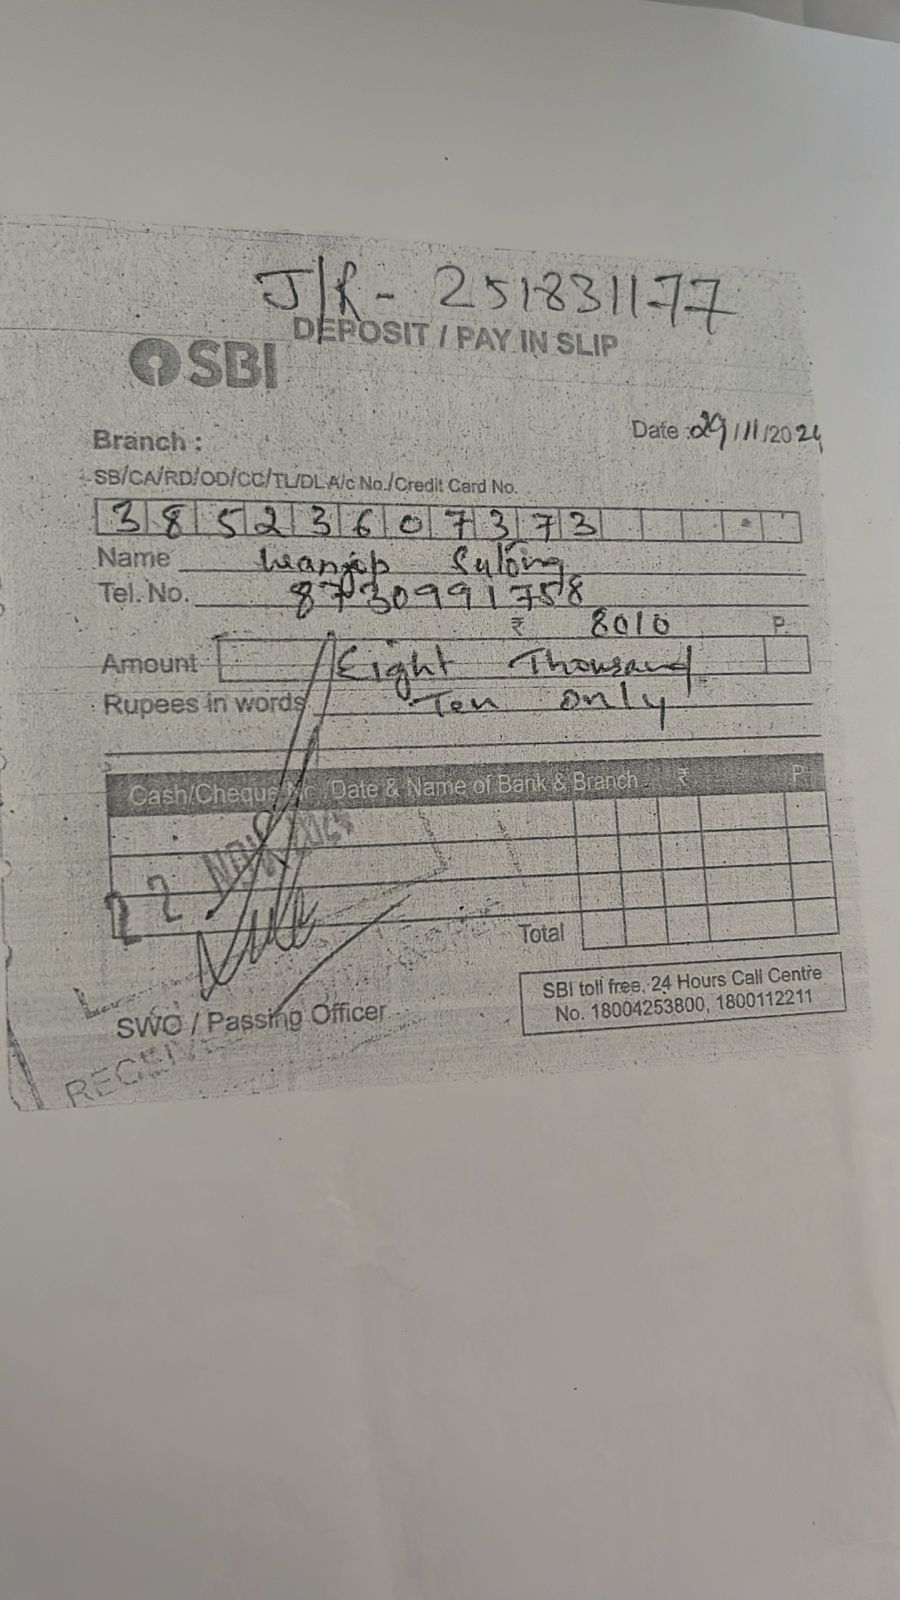 J/R - 251831177
DEPOSIT / PAY IN SLIP
SBI
Date : 29/11/2024
Branch :
SB/CA/RD/OD/CC/TL/DL A/c No./Credit Card No.
38523607373
Name
Tel. No. 8730991758
₹ 8010 P.
Amount Eight Thousand
Rupees in words Ten only
Cash/Cheque Date & Name of Bank & Branch ₹ P.
22 NOV
Total
SBI toll free, 24 Hours Call Centre
No. 18004253800, 1800112211
SWO / Passing Officer